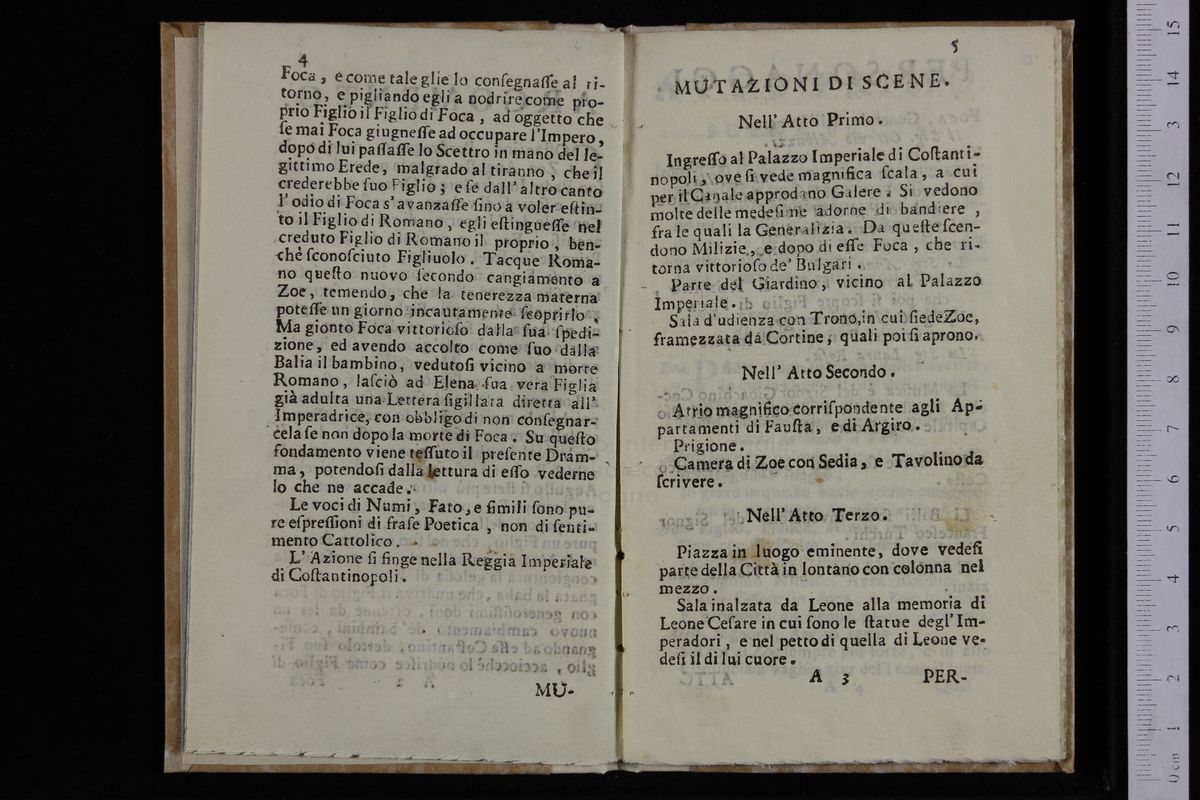 4
Foca, e come tale glie lo conſegnaſſe al ri-
torno, e pigliando egli a nodrire come pro-
prio Figlio il Figlio di Foca, ad oggetto che
ſe mai Foca giugneſſe ad occupare l'Impero,
dopo di lui paſſaſſe lo Scettro in mano del le-
gittimo Erede, malgrado al tiranno, che il
crederebbe ſuo Figlio; e ſe dall'altro canto
l'odio di Foca s'avanzaſſe ſino a voler eſtin-
to il Figlio di Romano, egli eſtingueſſe nel
creduto Figlio di Romano il proprio, ben-
chè ſconoſciuto Figliuolo. Tacque Roma-
no queſto nuovo ſecondo cangiamento a
Zoe, temendo, che la tenerezza materna
poteſſe un giorno incautamente ſcoprirlo,
Ma gionto Foca vittorioſo dalla ſua ſpedi-
zione, ed avendo accolto come ſuo dalla
Balia il bambino, vedutoſi vicino a morte
Romano, laſciò ad Elena ſua vera Figlia
già adulta una Lettera ſigillata diretta all'
Imperadrice, con obbligo di non conſegnar-
cela ſe non dopo la morte di Foca. Su queſto
fondamento viene teſſuto il preſente Dram-
ma, potendoſi dalla lettura di eſſo vederne
lo che ne accade.
Le voci di Numi, Fato, e ſimili ſono pu-
re eſpreſſioni di fraſe Poetica, non di ſenti-
mento Cattolico.
L'Azione ſi finge nella Reggia Imperiale
di Coſtantinopoli.
MU-
5
MUTAZIONI DI SCENE.
Nell' Atto Primo.
Ingreſſo al Palazzo Imperiale di Coſtanti-
nopoli, ove ſi vede magnifica ſcala, a cui
per il Canale approdano Galere. Si vedono
molte delle medeſime adorne di bandiere,
fra le quali la Generalizia. Da queſte ſcen-
dono Milizie, e dopo di eſſe Foca, che ri-
torna vittorioſo de' Bulgari.
Parte del Giardino, vicino al Palazzo
Imperiale.
Sala d'udienza con Trono, in cui ſiede Zoe,
framezzata da Cortine, quali poi ſi aprono.
Nell' Atto Secondo.
Atrio magnifico corriſpondente agli Ap-
partamenti di Fauſta, e di Argiro.
Prigione.
Camera di Zoe con Sedia, e Tavolino da
ſcrivere.
Nell' Atto Terzo.
Piazza in luogo eminente, dove vedeſi
parte della Città in lontano con colonna nel
mezzo.
Sala inalzata da Leone alla memoria di
Leone Ceſare in cui ſono le ſtatue degl'Im-
peradori, e nel petto di quella di Leone ve-
deſi il di lui cuore.
A 3 PER-
0 cm 1 2 3 4 5 6 7 8 9 10 11 12 13 14 15